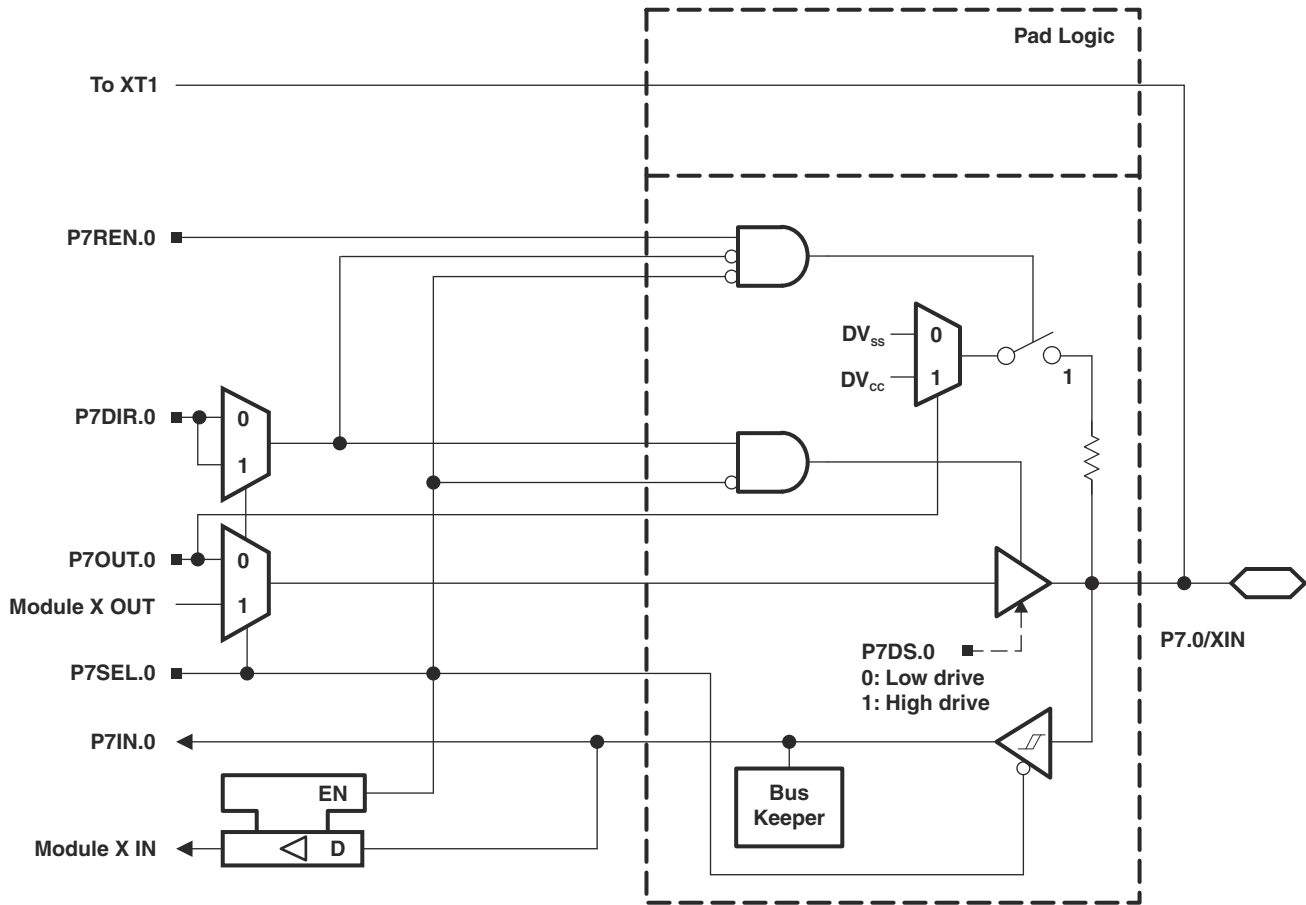 Pad Logic
To XT1
P7REN.0
DVSS
0
DVCC
1
1
P7DIR.0
0
1
P7OUT.0
0
Module X OUT
1
P7DS.0
0: Low drive
1: High drive
P7.0/XIN
P7SEL.0
P7IN.0
EN
Bus
Keeper
Module X IN
D